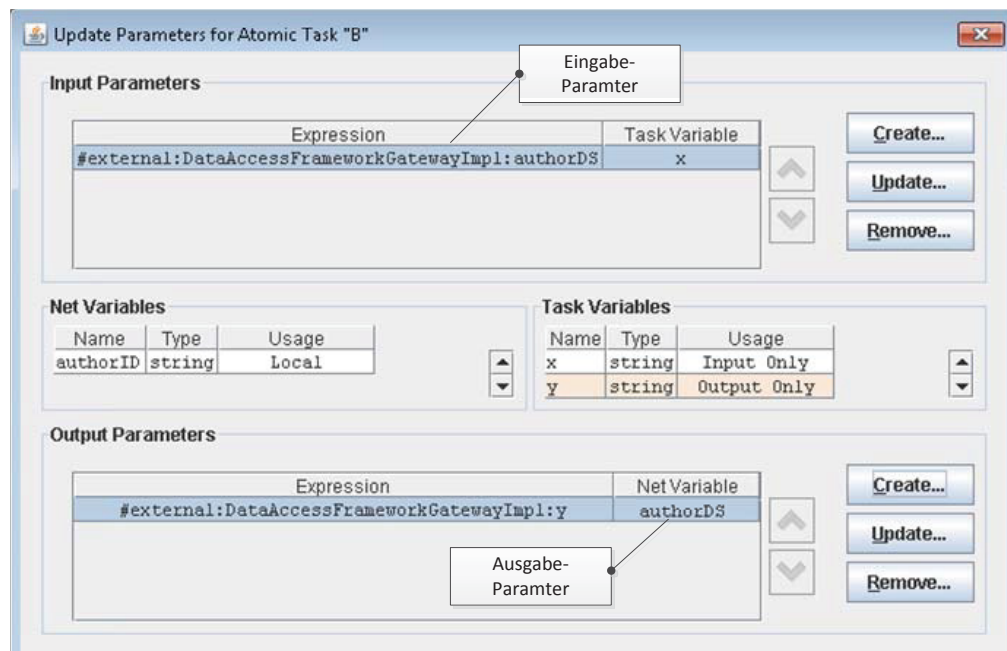 Update Parameters for Atomic Task "B"
Eingabe-
Paramter
Input Parameters
Expression Task Variable
#external:DataAccessFrameworkGatewayImpl:authorDS x
Create...
Update...
Remove...
Net Variables
Name Type Usage
authorID string Local
Task Variables
Name Type Usage
x string Input Only
y string Output Only
Output Parameters
Expression Net Variable
#external:DataAccessFrameworkGatewayImpl:y authorDS
Create...
Update...
Remove...
Ausgabe-
Paramter